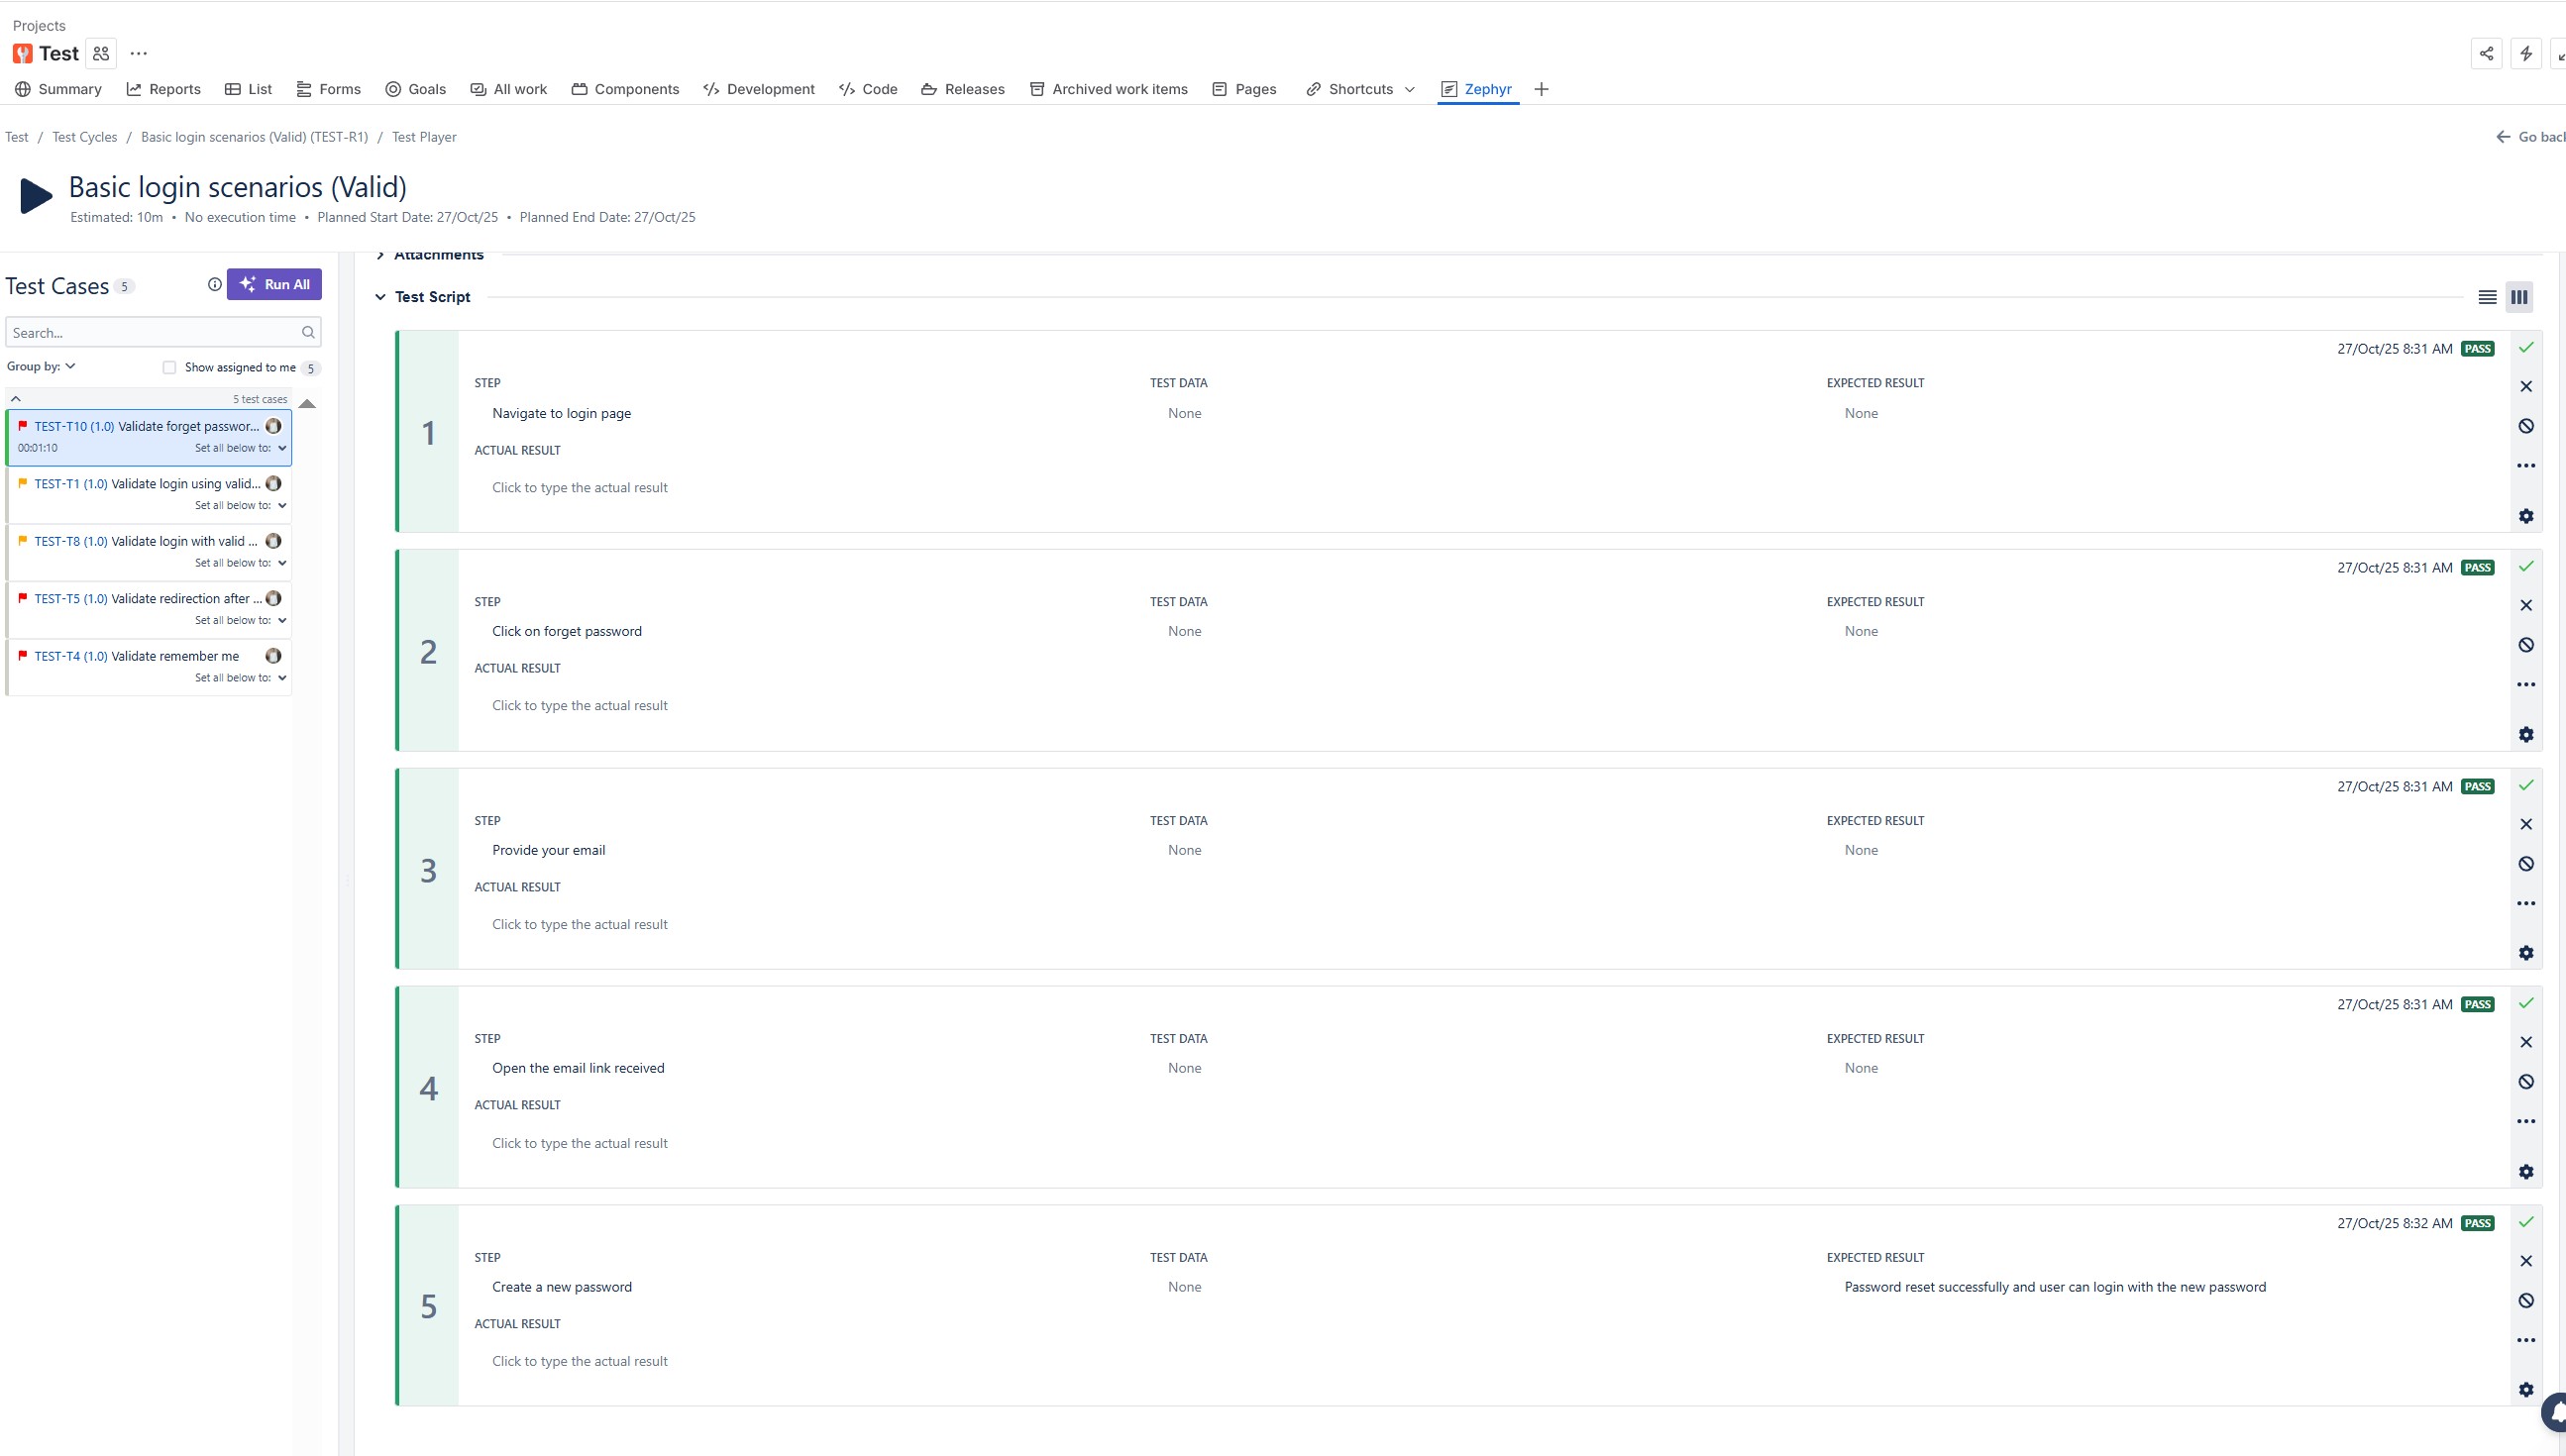 Projects
Test
Summary Reports List Forms Goals All work Components Development Code Releases Archived work items Pages Shortcuts Zephyr
Test / Test Cycles / Basic login scenarios (Valid) (TEST-R1) / Test Player
Go back
Basic login scenarios (Valid)
Estimated: 10m • No execution time • Planned Start Date: 27/Oct/25 • Planned End Date: 27/Oct/25
Test Cases 5
Run All
Search...
Group by:
Show assigned to me 5
5 test cases
TEST-T10 (1.0) Validate forget passwor...
00:01:10 Set all below to:
TEST-T1 (1.0) Validate login using valid...
Set all below to:
TEST-T8 (1.0) Validate login with valid ...
Set all below to:
TEST-T5 (1.0) Validate redirection after ...
Set all below to:
TEST-T4 (1.0) Validate remember me
Set all below to:
Attachments
Test Script
1
27/Oct/25 8:31 AM PASS
STEP TEST DATA EXPECTED RESULT
Navigate to login page None None
ACTUAL RESULT
Click to type the actual result
2
27/Oct/25 8:31 AM PASS
STEP TEST DATA EXPECTED RESULT
Click on forget password None None
ACTUAL RESULT
Click to type the actual result
3
27/Oct/25 8:31 AM PASS
STEP TEST DATA EXPECTED RESULT
Provide your email None None
ACTUAL RESULT
Click to type the actual result
4
27/Oct/25 8:31 AM PASS
STEP TEST DATA EXPECTED RESULT
Open the email link received None None
ACTUAL RESULT
Click to type the actual result
5
27/Oct/25 8:32 AM PASS
STEP TEST DATA EXPECTED RESULT
Create a new password None Password reset successfully and user can login with the new password
ACTUAL RESULT
Click to type the actual result